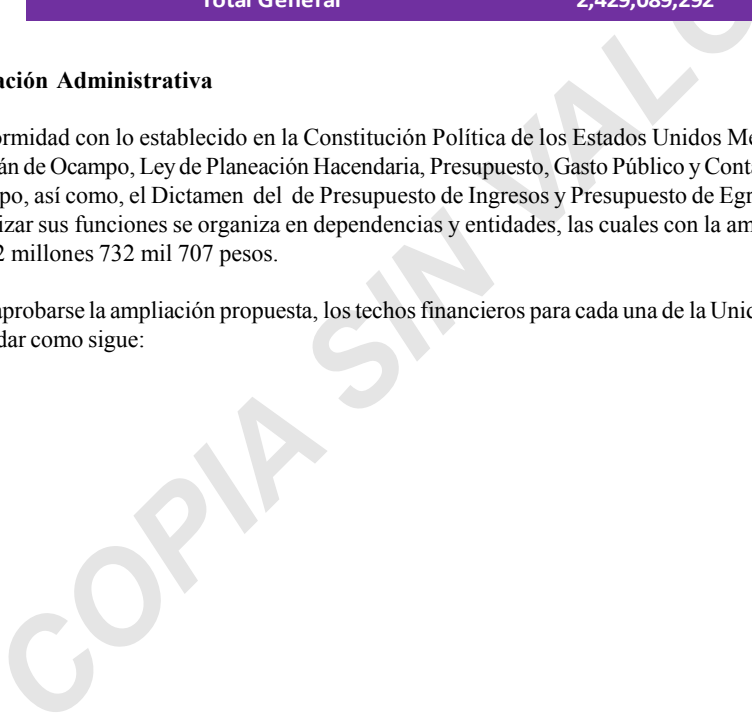 Total General 2,429,089,292
ación Administrativa
ormidad con lo establecido en la Constitución Política de los Estados Unidos Me
án de Ocampo, Ley de Planeación Hacendaria, Presupuesto, Gasto Público y Cont
po, así como, el Dictamen del de Presupuesto de Ingresos y Presupuesto de Egr
izar sus funciones se organiza en dependencias y entidades, las cuales con la am
2 millones 732 mil 707 pesos.
aprobarse la ampliación propuesta, los techos financieros para cada una de la Unid
dar como sigue:
COPIA SIN VALO